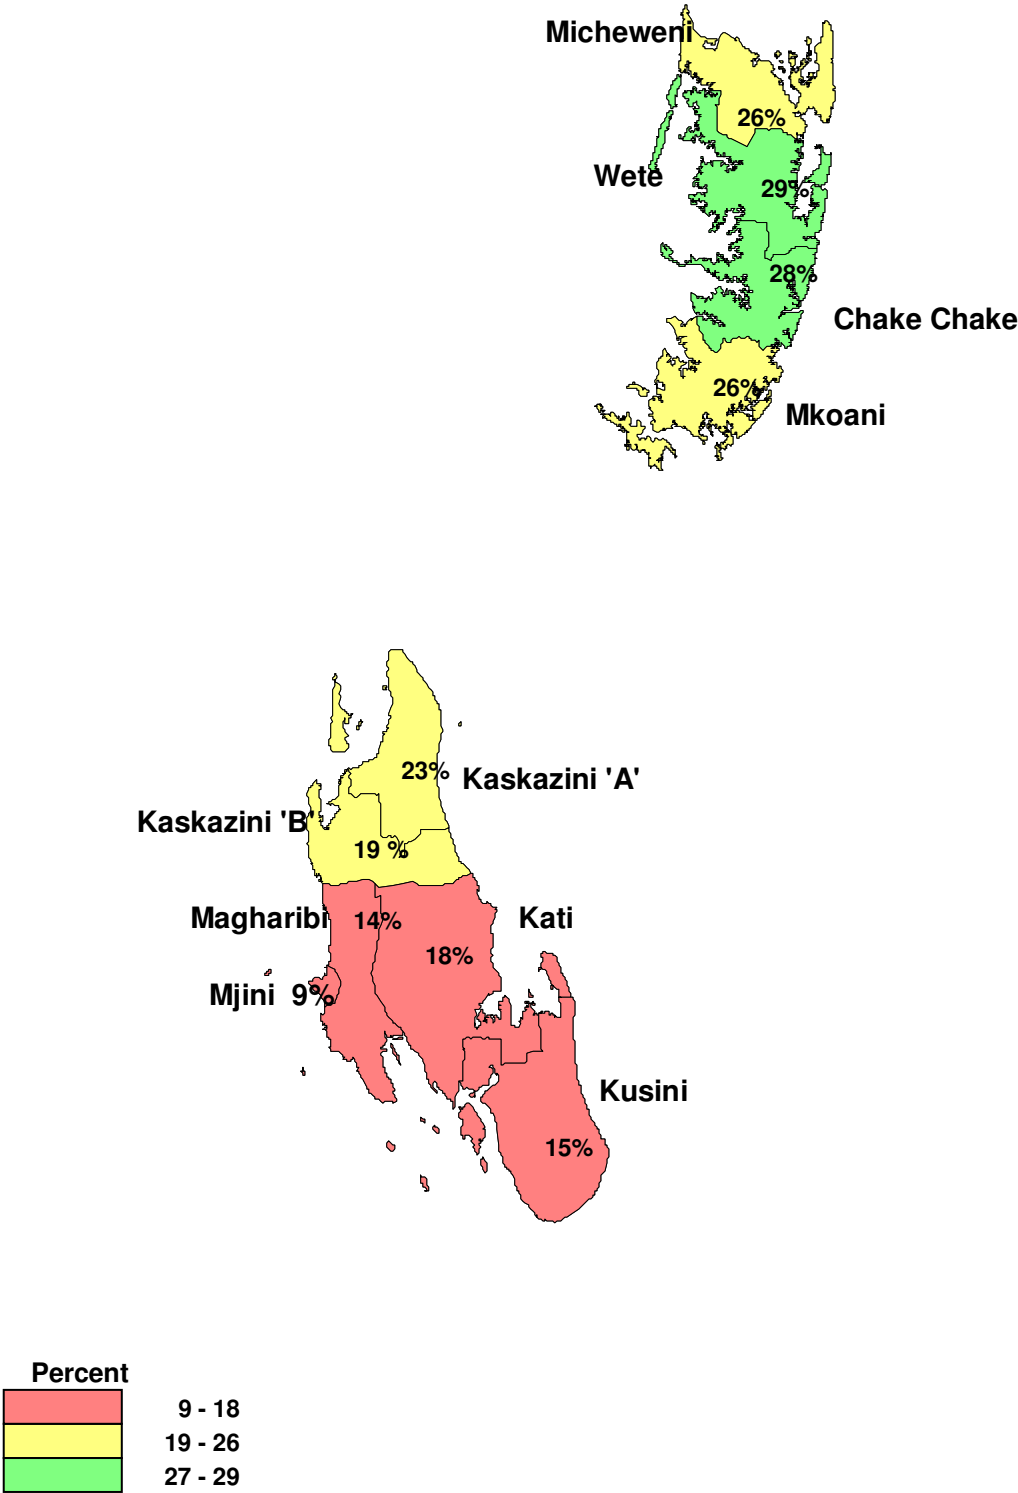 Micheweni
26%
Wete
29%
28%
Chake Chake
26%
Mkoani
23%
Kaskazini 'A'
Kaskazini 'B'
19 %
Magharibi
14%
Kati
18%
Mjini 9%
Kusini
15%
Percent
9 - 18
19 - 26
27 - 29